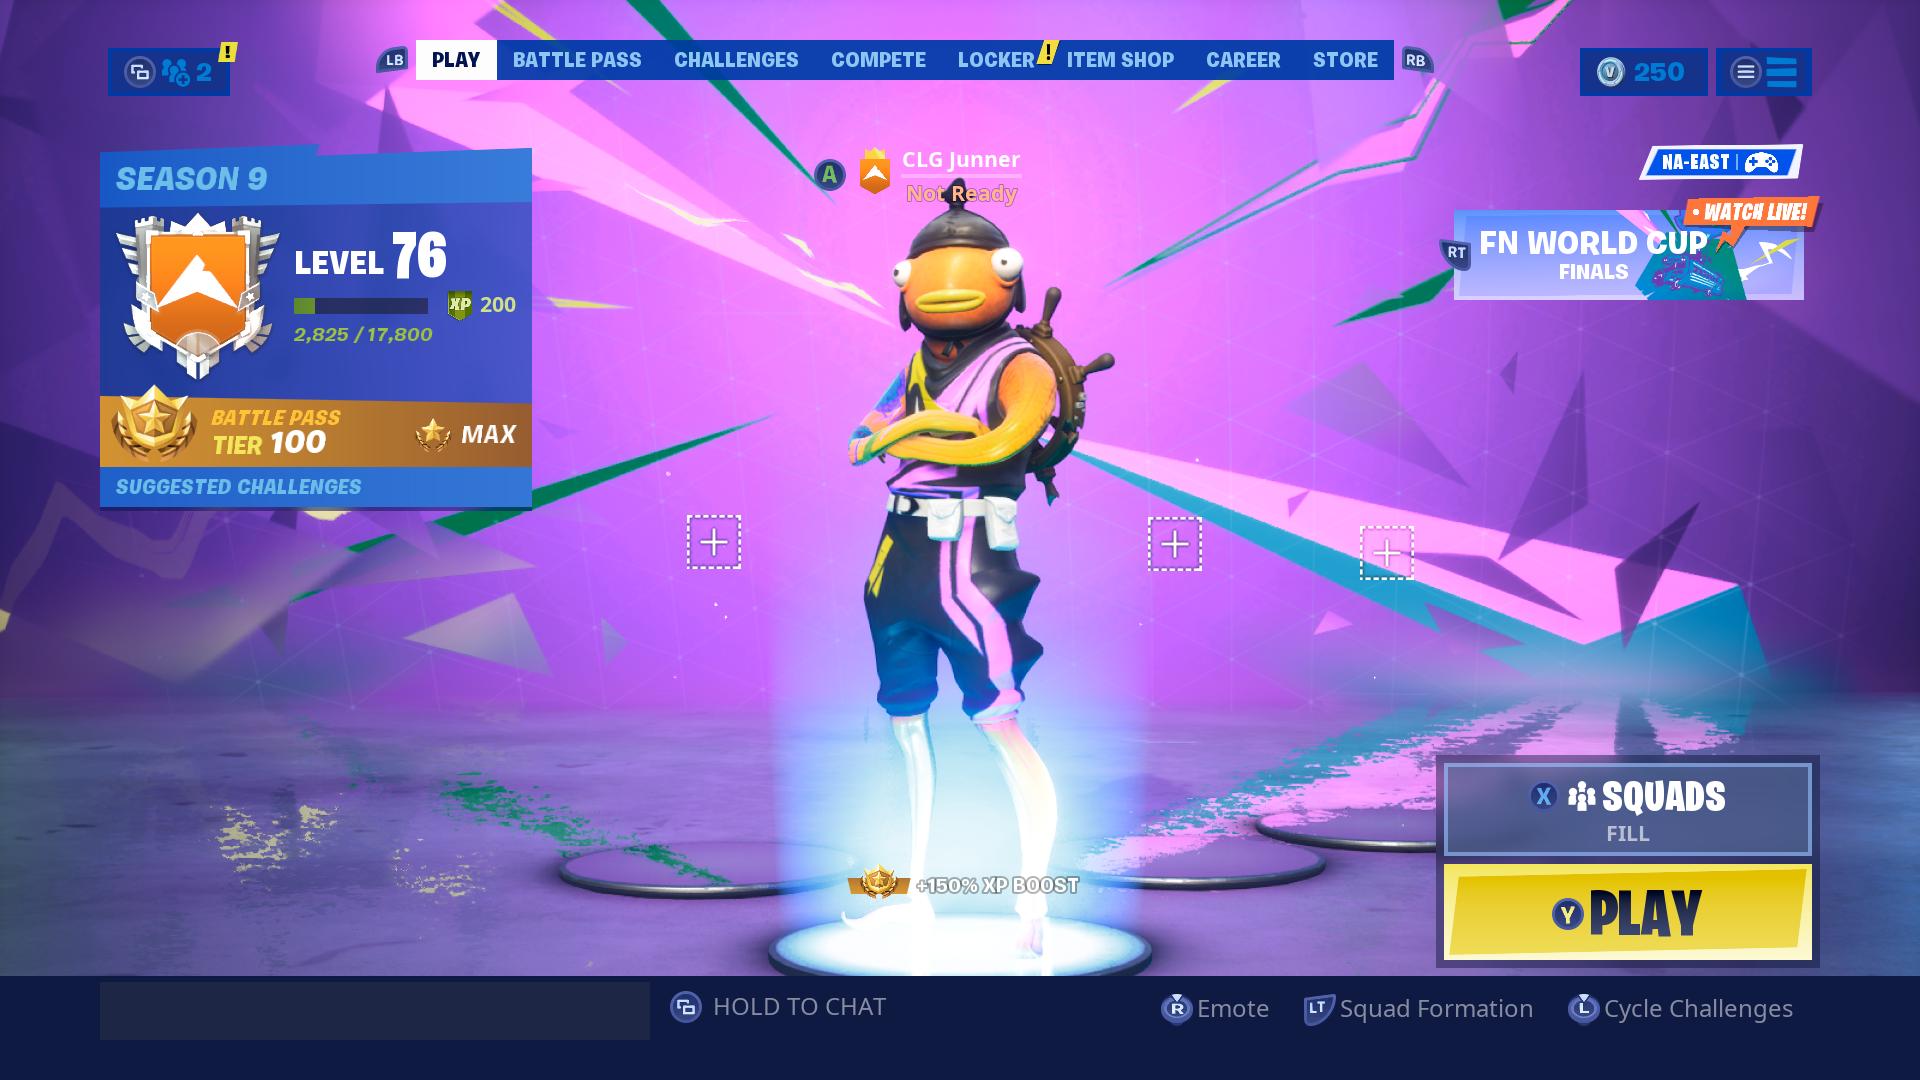 ! 2
LB PLAY BATTLE PASS CHALLENGES COMPETE LOCKER ! ITEM SHOP CAREER STORE RB
V 250
SEASON 9
LEVEL 76
XP 200
2,825 / 17,800
BATTLE PASS
TIER 100
MAX
SUGGESTED CHALLENGES
A CLG Junner
Not Ready
NA-EAST
• WATCH LIVE!
RT FN WORLD CUP
FINALS
+150% XP BOOST
X SQUADS
FILL
Y PLAY
HOLD TO CHAT
R Emote LT Squad Formation L Cycle Challenges